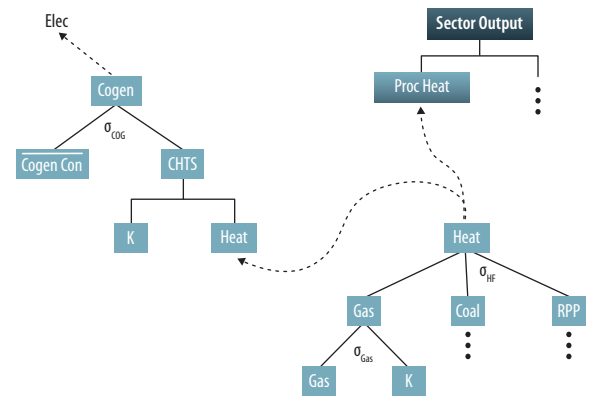 Elec
Sector Output
Cogen
Proc Heat
σCOG
Cogen Con
CHTS
K
Heat
Heat
σHF
Gas
Coal
RPP
σGas
Gas
K